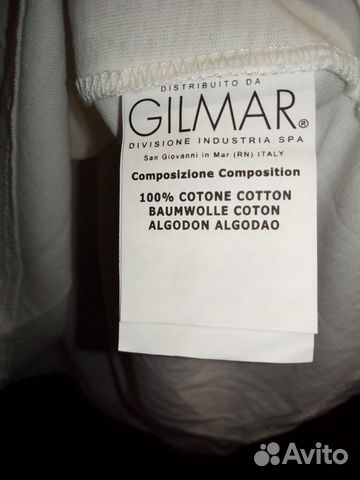 DISTRIBUITO DA
GILMAR®
DIVISIONE INDUSTRIA SPA
San Giovanni in Mar (RN) ITALY
Composizione Composition
100% COTONE COTTON
BAUMWOLLE COTON
ALGODON ALGODAO
Avito